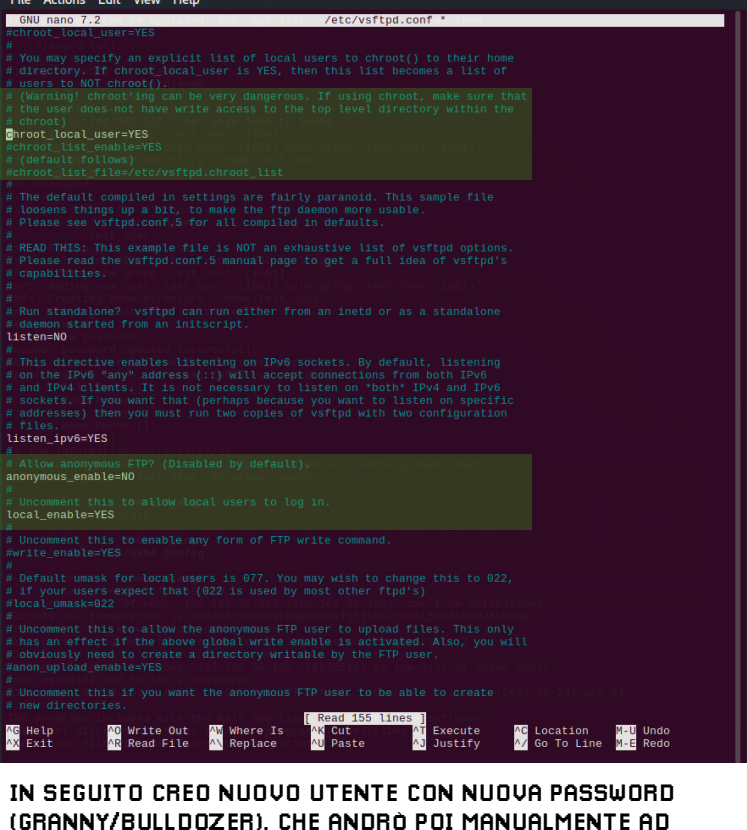 File Actions Edit View Help
GNU nano 7.2 /etc/vsftpd.conf *
#chroot_local_user=YES
#
# You may specify an explicit list of local users to chroot() to their home
# directory. If chroot_local_user is YES, then this list becomes a list of
# users to NOT chroot().
# (Warning! chroot'ing can be very dangerous. If using chroot, make sure that
# the user does not have write access to the top level directory within the
# chroot)
chroot_local_user=YES
#chroot_list_enable=YES
# (default follows)
#chroot_list_file=/etc/vsftpd.chroot_list
#
# The default compiled in settings are fairly paranoid. This sample file
# loosens things up a bit, to make the ftp daemon more usable.
# Please see vsftpd.conf.5 for all compiled in defaults.
#
# READ THIS: This example file is NOT an exhaustive list of vsftpd options.
# Please read the vsftpd.conf.5 manual page to get a full idea of vsftpd's
# capabilities.
#
#
# Run standalone?  vsftpd can run either from an inetd or as a standalone
# daemon started from an initscript.
listen=NO
#
# This directive enables listening on IPv6 sockets. By default, listening
# on the IPv6 "any" address (::) will accept connections from both IPv6
# and IPv4 clients. It is not necessary to listen on *both* IPv4 and IPv6
# sockets. If you want that (perhaps because you want to listen on specific
# addresses) then you must run two copies of vsftpd with two configuration
# files.
listen_ipv6=YES
#
# Allow anonymous FTP? (Disabled by default).
anonymous_enable=NO
#
# Uncomment this to allow local users to log in.
local_enable=YES
#
# Uncomment this to enable any form of FTP write command.
#write_enable=YES
#
# Default umask for local users is 077. You may wish to change this to 022,
# if your users expect that (022 is used by most other ftpd's)
#local_umask=022
#
# Uncomment this to allow the anonymous FTP user to upload files. This only
# has an effect if the above global write enable is activated. Also, you will
# obviously need to create a directory writable by the FTP user.
#anon_upload_enable=YES
#
# Uncomment this if you want the anonymous FTP user to be able to create
# new directories.
[ Read 155 lines ]
^G Help ^O Write Out ^W Where Is ^K Cut ^T Execute ^C Location M-U Undo
^X Exit ^R Read File ^\ Replace ^U Paste ^J Justify ^/ Go To Line M-E Redo
IN SEGUITO CREO NUOVO UTENTE CON NUOVA PASSWORD
(GRANNY/BULLDOZER), CHE ANDRÒ POI MANUALMENTE AD